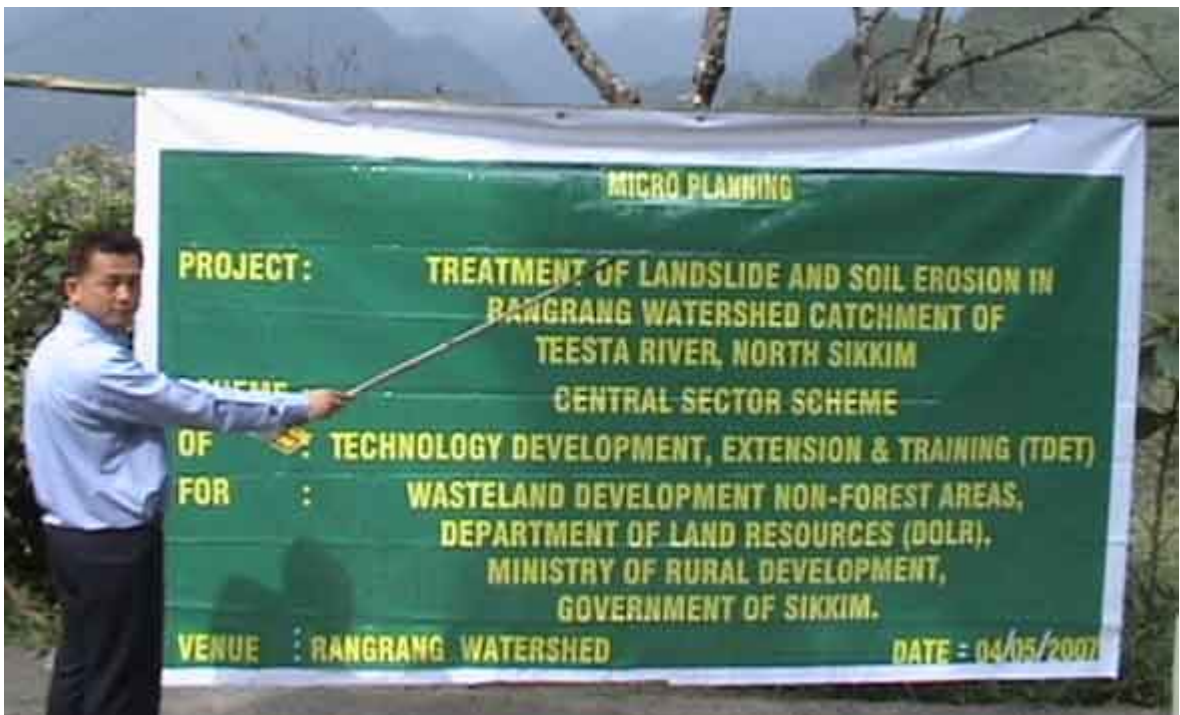 MICRO PLANNING
PROJECT: TREATMENT OF LANDSLIDE AND SOIL EROSION IN
RANGRANG WATERSHED CATCHMENT OF
TEESTA RIVER, NORTH SIKKIM
SCHEME : CENTRAL SECTOR SCHEME
OF : TECHNOLOGY DEVELOPMENT, EXTENSION & TRAINING (TDET)
FOR : WASTELAND DEVELOPMENT NON-FOREST AREAS,
DEPARTMENT OF LAND RESOURCES (DOLR),
MINISTRY OF RURAL DEVELOPMENT,
GOVERNMENT OF SIKKIM.
VENUE : RANGRANG WATERSHED DATE = 04/05/2007